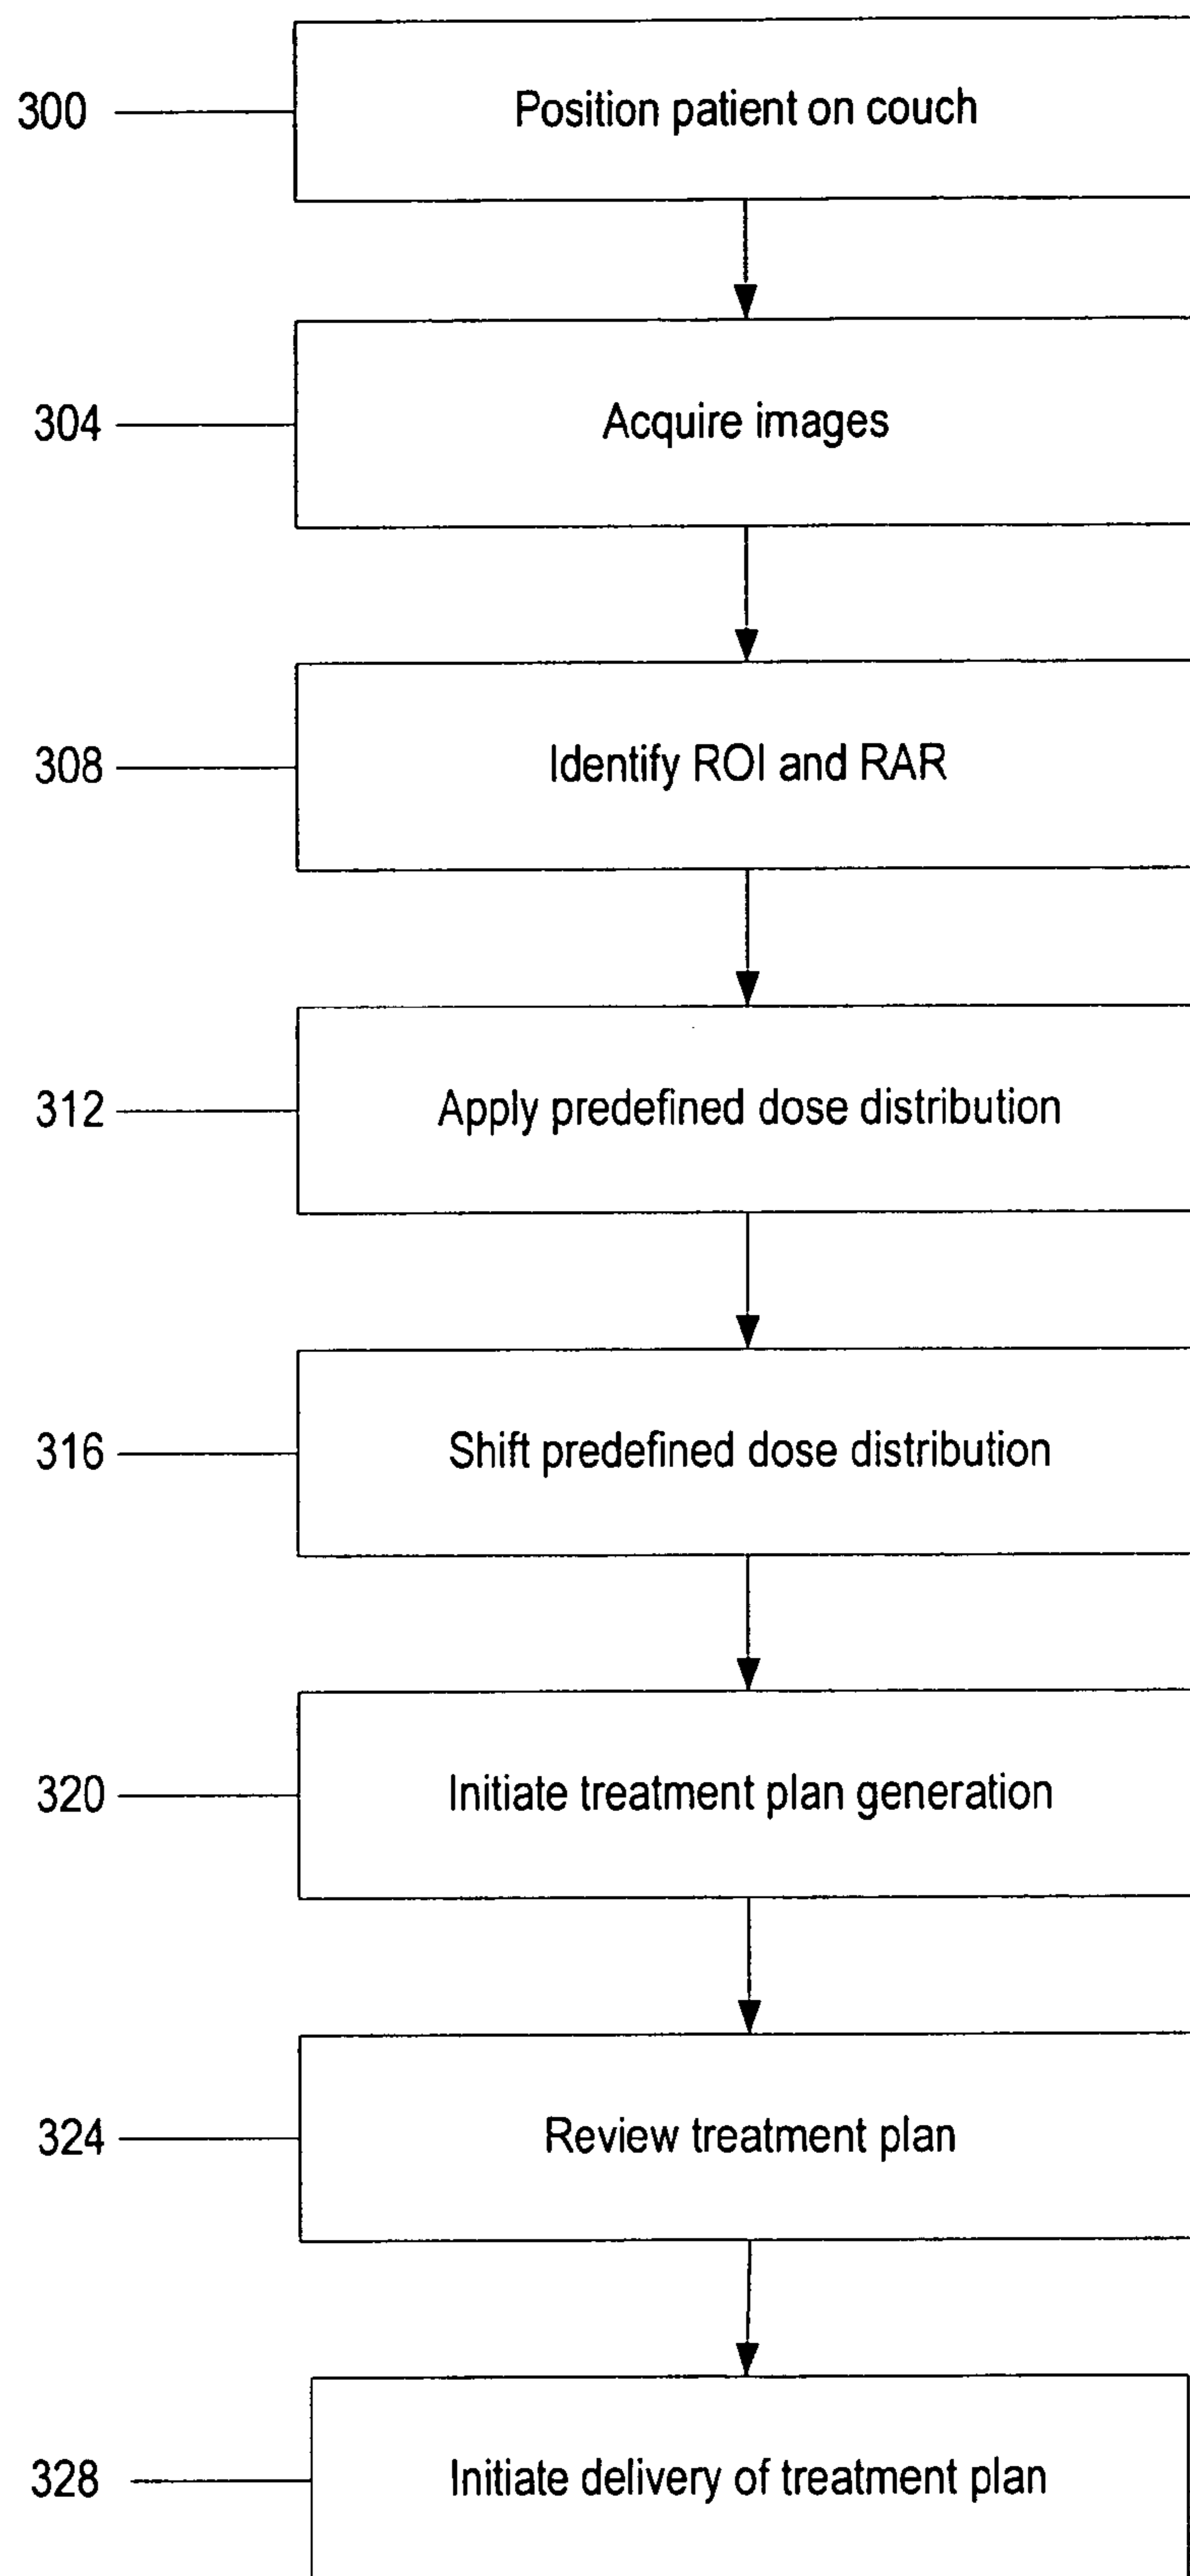 300 Position patient on couch
304 Acquire images
308 Identify ROI and RAR
312 Apply predefined dose distribution
316 Shift predefined dose distribution
320 Initiate treatment plan generation
324 Review treatment plan
328 Initiate delivery of treatment plan